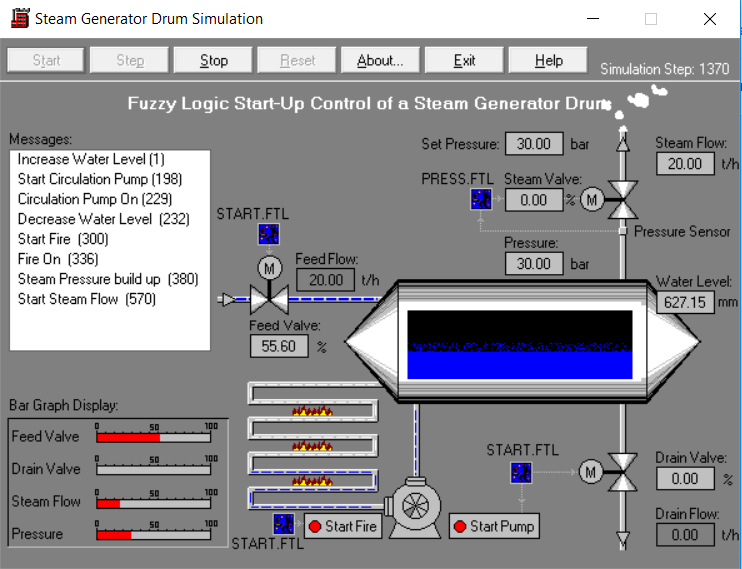 Steam Generator Drum Simulation
Start Step Stop Reset About... Exit Help
Simulation Step: 1370
Fuzzy Logic Start-Up Control of a Steam Generator Drum
Messages:
Increase Water Level (1)
Start Circulation Pump (198)
Circulation Pump On (229)
Decrease Water Level (232)
Start Fire (300)
Fire On (336)
Steam Pressure build up (380)
Start Steam Flow (570)
Set Pressure: 30.00 bar
Steam Flow:
20.00 t/h
PRESS.FTL
Steam Valve:
0.00 %
M
Pressure Sensor
START.FTL
M
Feed Flow:
20.00 t/h
Feed Valve:
55.60 %
Pressure:
30.00 bar
Water Level:
627.15 mm
Bar Graph Display:
Feed Valve 0 50 100
Drain Valve 0 50 100
Steam Flow 0 50 100
Pressure 0 50 100
START.FTL
M
Drain Valve:
0.00 %
Drain Flow:
0.00 t/h
Start Fire
START.FTL
Start Pump